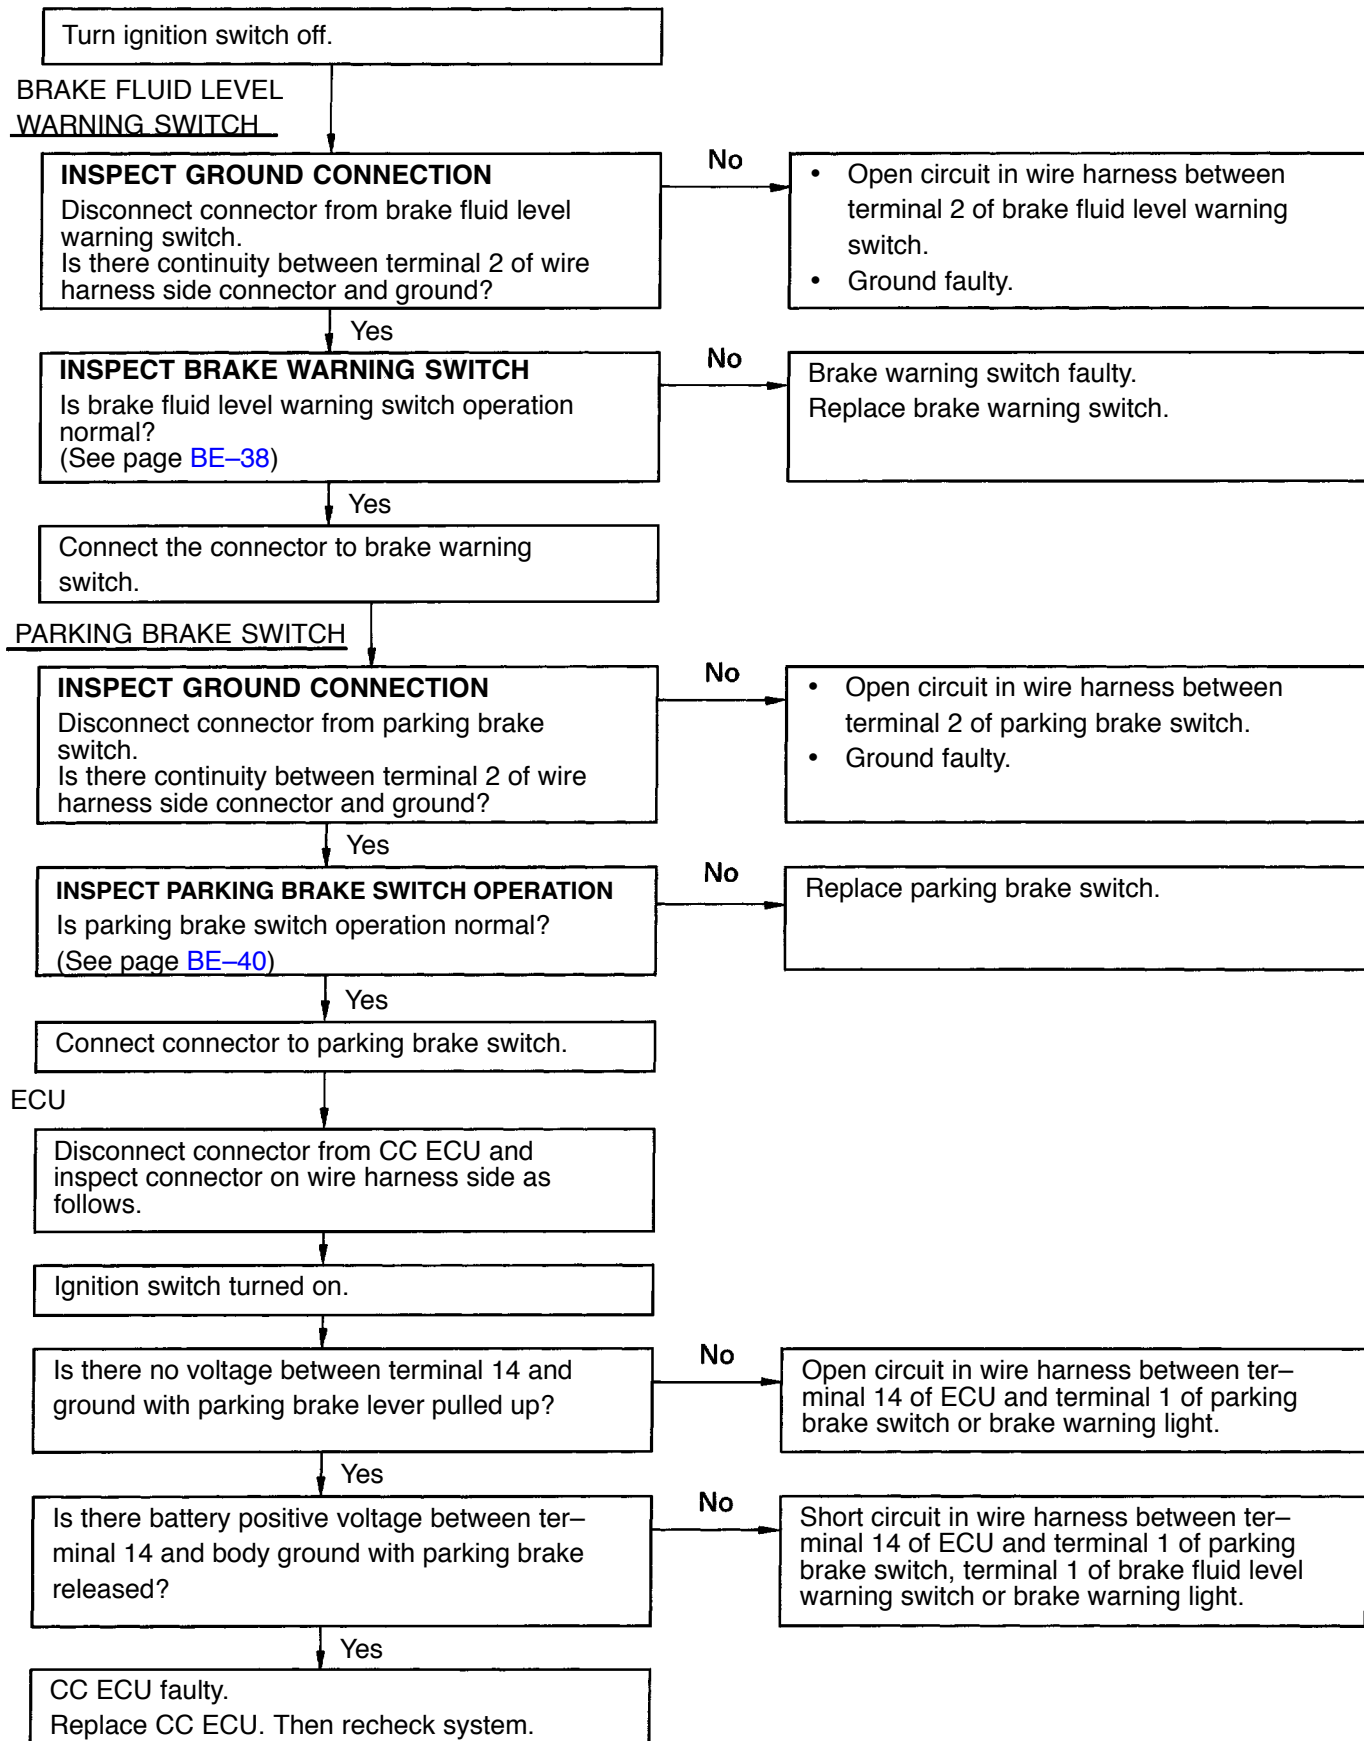 Turn ignition switch off.
BRAKE FLUID LEVEL
WARNING SWITCH
INSPECT GROUND CONNECTION
Disconnect connector from brake fluid level
warning switch.
Is there continuity between terminal 2 of wire
harness side connector and ground?
No
• Open circuit in wire harness between
terminal 2 of brake fluid level warning
switch.
• Ground faulty.
Yes
INSPECT BRAKE WARNING SWITCH
Is brake fluid level warning switch operation
normal?
(See page BE–38)
No
Brake warning switch faulty.
Replace brake warning switch.
Yes
Connect the connector to brake warning
switch.
PARKING BRAKE SWITCH
INSPECT GROUND CONNECTION
Disconnect connector from parking brake
switch.
Is there continuity between terminal 2 of wire
harness side connector and ground?
No
• Open circuit in wire harness between
terminal 2 of parking brake switch.
• Ground faulty.
Yes
INSPECT PARKING BRAKE SWITCH OPERATION
Is parking brake switch operation normal?
(See page BE–40)
No
Replace parking brake switch.
Yes
Connect connector to parking brake switch.
ECU
Disconnect connector from CC ECU and
inspect connector on wire harness side as
follows.
Ignition switch turned on.
Is there no voltage between terminal 14 and
ground with parking brake lever pulled up?
No
Open circuit in wire harness between ter–
minal 14 of ECU and terminal 1 of parking
brake switch or brake warning light.
Yes
Is there battery positive voltage between ter–
minal 14 and body ground with parking brake
released?
No
Short circuit in wire harness between ter–
minal 14 of ECU and terminal 1 of parking
brake switch, terminal 1 of brake fluid level
warning switch or brake warning light.
Yes
CC ECU faulty.
Replace CC ECU. Then recheck system.